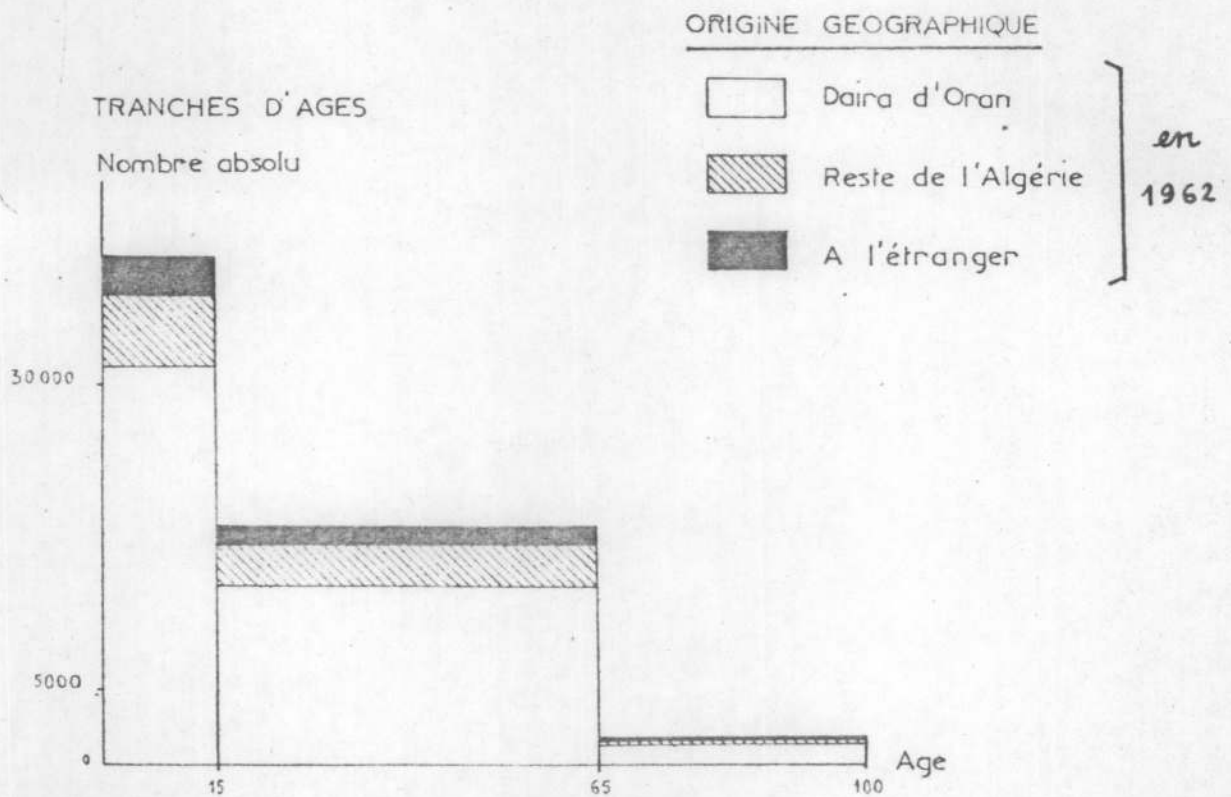 ORIGINE GEOGRAPHIQUE
Daira d'Oran
Reste de l'Algérie
A l'étranger
en
1962
TRANCHES D'AGES
Nombre absolu
30 000
5000
0
15
65
100
Age